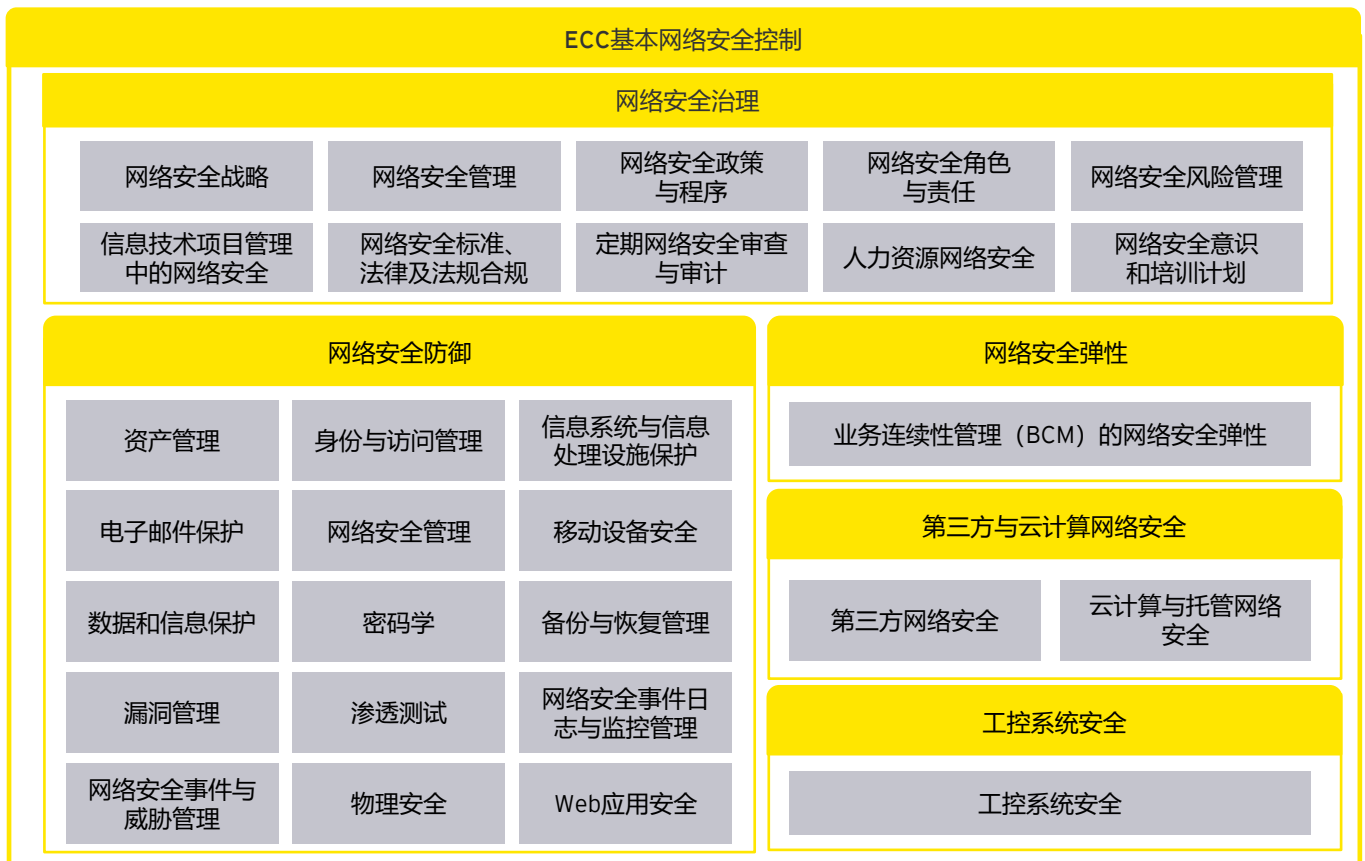 ECC基本网络安全控制
网络安全治理
网络安全战略
网络安全管理
网络安全政策
与程序
网络安全角色
与责任
网络安全风险管理
信息技术项目管理
中的网络安全
网络安全标准、
法律及法规合规
定期网络安全审查
与审计
人力资源网络安全
网络安全意识
和培训计划
网络安全防御
资产管理
身份与访问管理
信息系统与信息
处理设施保护
电子邮件保护
网络安全管理
移动设备安全
数据和信息保护
密码学
备份与恢复管理
漏洞管理
渗透测试
网络安全事件日
志与监控管理
网络安全事件与
威胁管理
物理安全
Web应用安全
网络安全弹性
业务连续性管理（BCM）的网络安全弹性
第三方与云计算网络安全
第三方网络安全
云计算与托管网络
安全
工控系统安全
工控系统安全